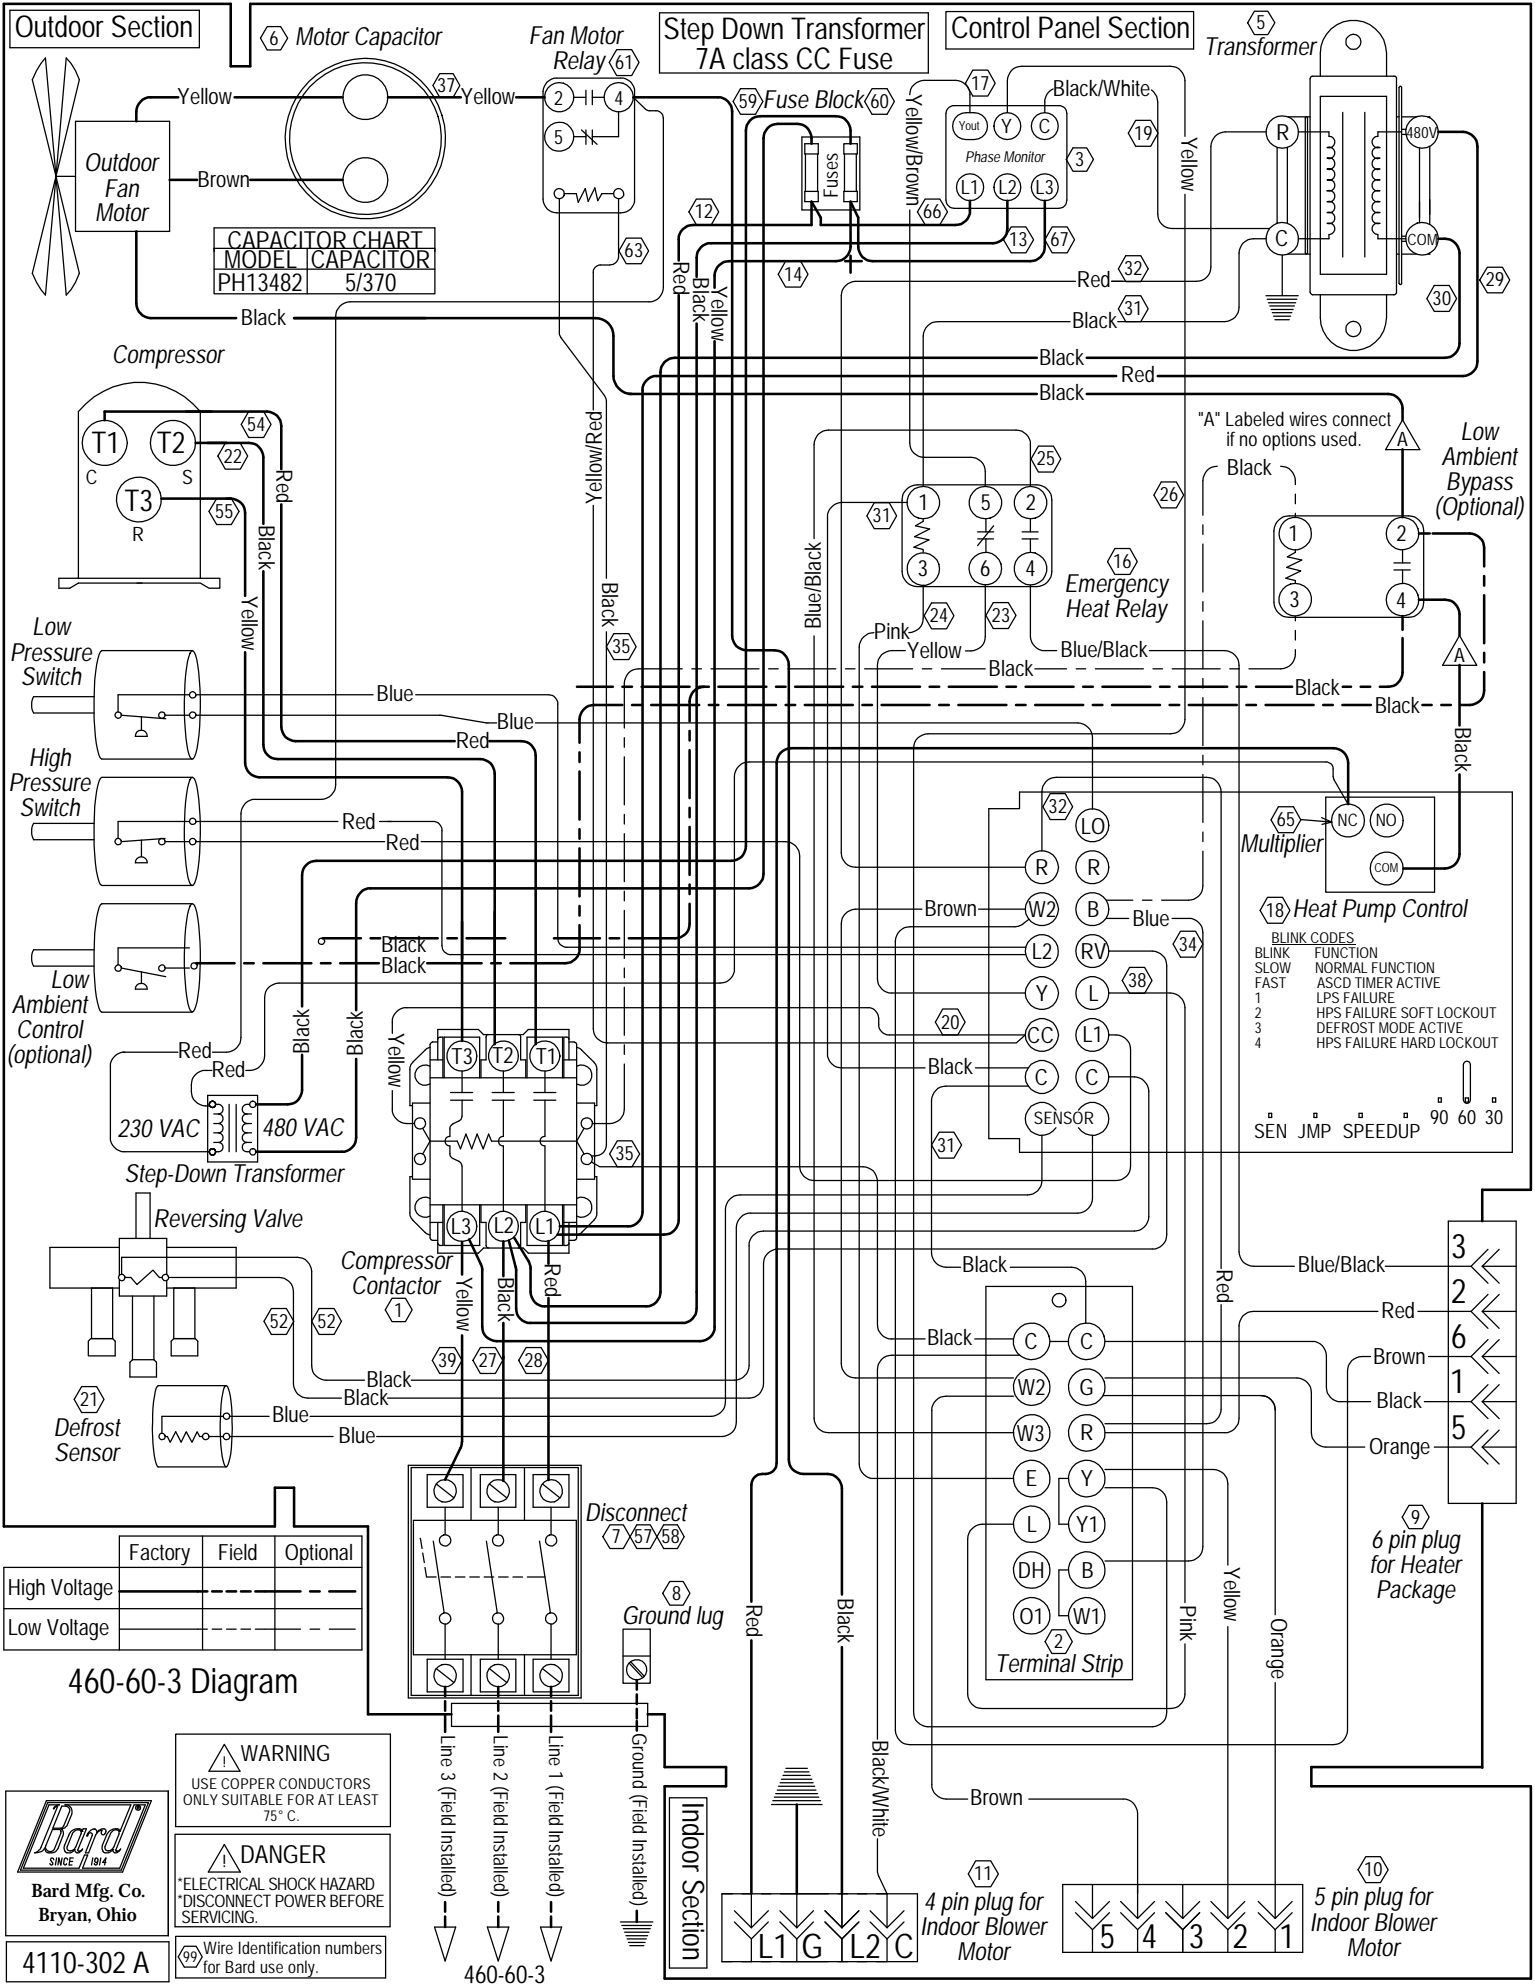 Outdoor Section
6
Motor Capacitor
Fan Motor
Relay
61
Step Down Transformer
7A class CC Fuse
Control Panel Section
5
Transformer
Yellow
37
Yellow
2
4
5
59
Fuse Block
60
Fuses
Yellow/Brown
17
Black/White
Yout
Y
C
Phase Monitor
3
L1
L2
L3
19
Yellow
R
480V
C
COM
Outdoor
Fan
Motor
Brown
CAPACITOR CHART
MODEL
CAPACITOR
PH13482
5/370
12
66
13
67
14
63
Red
Black
Yellow
Red
32
Black
31
30
29
Black
Black
Red
Black
Compressor
T1
T2
T3
C
S
R
54
22
55
Red
Black
Yellow
Yellow/Red
Black
35
"A" Labeled wires connect
if no options used.
A
Low
Ambient
Bypass
(Optional)
Black
25
26
31
1
5
2
3
6
4
16
Emergency
Heat Relay
Blue/Black
24
23
Pink
Yellow
Blue/Black
Black
1
2
3
4
A
Black
Black
Black
Low
Pressure
Switch
Blue
Blue
Red
High
Pressure
Switch
Red
Red
Low
Ambient
Control
(optional)
Black
Black
32
LO
R
R
Brown
W2
B
Blue
34
L2
RV
Y
L
38
20
CC
L1
Black
C
C
SENSOR
31
65
Multiplier
NC
NO
COM
18
Heat Pump Control
BLINK CODES
BLINK FUNCTION
SLOW NORMAL FUNCTION
FAST ASCD TIMER ACTIVE
1 LPS FAILURE
2 HPS FAILURE SOFT LOCKOUT
3 DEFROST MODE ACTIVE
4 HPS FAILURE HARD LOCKOUT
SEN JMP SPEEDUP
90 60 30
Red
Red
Black
Black
230 VAC
480 VAC
Step-Down Transformer
Yellow
T3
T2
T1
35
L3
L2
L1
Compressor
Contactor
1
Yellow
Black
Red
39
27
28
Reversing Valve
52
52
Black
Black
21
Defrost
Sensor
Blue
Blue
Black
Red
Black
C
C
W2
G
W3
R
E
Y
L
Y1
DH
B
O1
W1
2
Terminal Strip
Pink
Yellow
Orange
Blue/Black
3
Red
2
Brown
6
Black
1
Orange
5
9
6 pin plug
for Heater
Package
Disconnect
7
57
58
8
Ground lug
Red
Black
Factory
Field
Optional
High Voltage
Low Voltage
460-60-3 Diagram
Line 3 (Field Installed)
Line 2 (Field Installed)
Line 1 (Field Installed)
Ground (Field Installed)
460-60-3
WARNING
!
USE COPPER CONDUCTORS
ONLY SUITABLE FOR AT LEAST
75° C.
DANGER
!
*ELECTRICAL SHOCK HAZARD
*DISCONNECT POWER BEFORE
SERVICING.
99
Wire Identification numbers
for Bard use only.
Bard
®
SINCE 1914
Bard Mfg. Co.
Bryan, Ohio
4110-302 A
Indoor Section
Black/White
Brown
L1
G
L2
C
11
4 pin plug for
Indoor Blower
Motor
5
4
3
2
1
10
5 pin plug for
Indoor Blower
Motor